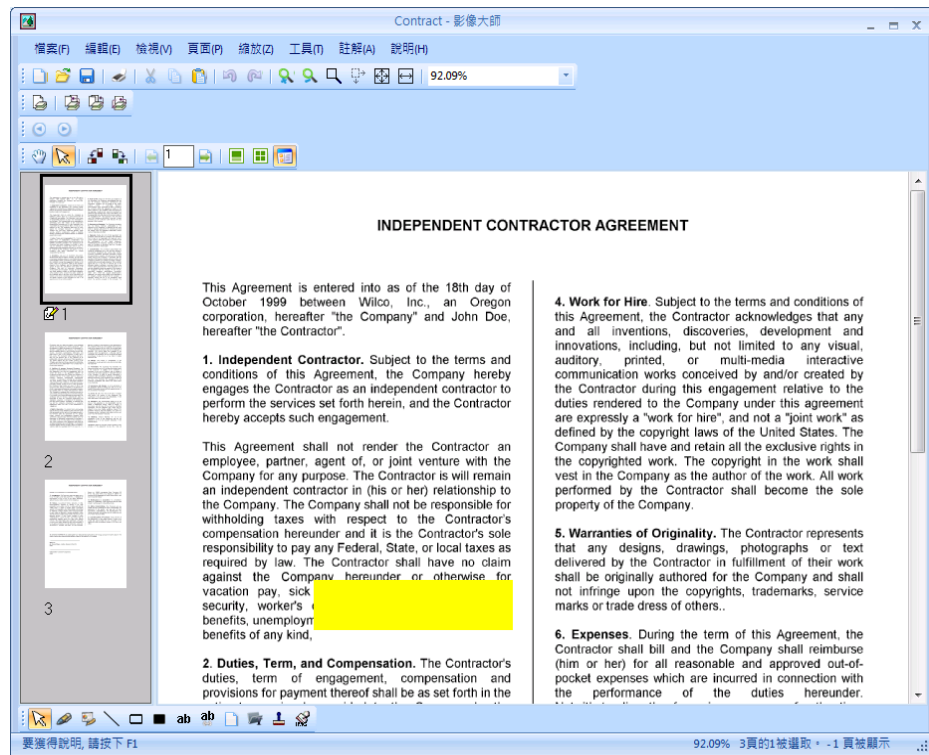 Contract - 影像大師
檔案(F) 編輯(E) 檢視(V) 頁面(P) 縮放(Z) 工具(T) 註解(A) 說明(H)
92.09%
1
1
2
3
INDEPENDENT CONTRACTOR AGREEMENT
This Agreement is entered into as of the 18th day of
October 1999 between Wilco, Inc., an Oregon
corporation, hereafter "the Company" and John Doe,
hereafter "the Contractor".
1. Independent Contractor. Subject to the terms and
conditions of this Agreement, the Company hereby
engages the Contractor as an independent contractor to
perform the services set forth herein, and the Contractor
hereby accepts such engagement.
This Agreement shall not render the Contractor an
employee, partner, agent of, or joint venture with the
Company for any purpose. The Contractor is will remain
an independent contractor in (his or her) relationship to
the Company. The Company shall not be responsible for
withholding taxes with respect to the Contractor's
compensation hereunder and it is the Contractor's sole
responsibility to pay any Federal, State, or local taxes as
required by law. The Contractor shall have no claim
against the Company hereunder or otherwise for
vacation pay, sick
security, worker's
benefits, unemploym
benefits of any kind,
2. Duties, Term, and Compensation. The Contractor's
duties, term of engagement, compensation and
provisions for payment thereof shall be as set forth in the
4. Work for Hire. Subject to the terms and conditions of
this Agreement, the Contractor acknowledges that any
and all inventions, discoveries, development and
innovations, including, but not limited to any visual,
auditory, printed, or multi-media interactive
communication works conceived by and/or created by
the Contractor during this engagement relative to the
duties rendered to the Company under this agreement
are expressly a "work for hire", and not a "joint work" as
defined by the copyright laws of the United States. The
Company shall have and retain all the exclusive rights in
the copyrighted work. The copyright in the work shall
vest in the Company as the author of the work. All work
performed by the Contractor shall become the sole
property of the Company.
5. Warranties of Originality. The Contractor represents
that any designs, drawings, photographs or text
delivered by the Contractor in fulfillment of their work
shall be originally authored for the Company and shall
not infringe upon the copyrights, trademarks, service
marks or trade dress of others..
6. Expenses. During the term of this Agreement, the
Contractor shall bill and the Company shall reimburse
(him or her) for all reasonable and approved out-of-
pocket expenses which are incurred in connection with
the performance of the duties hereunder.
ab ab
要獲得說明, 請按下 F1
92.09% 3頁的1被選取。-1 頁被顯示